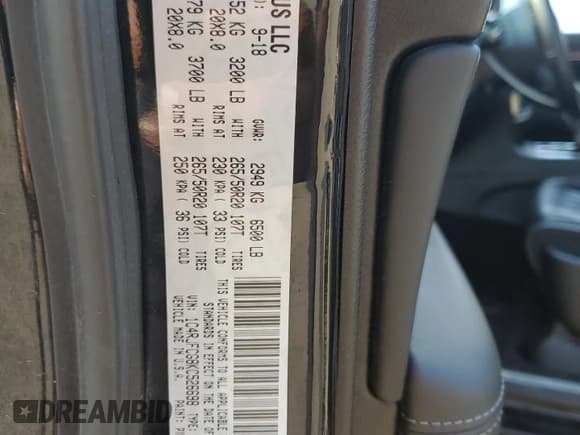 US LLC
): 9-18 GVWR: 2949 KG 6500 LB
52 KG 3200 LB WITH 265/50R20 107T TIRES
20X8.0 RIMS AT 230 KPA ( 33 PSI) COLD
79 KG 3700 LB WITH 265/50R20 107T TIRES
20X8.0 RIMS AT 250 KPA ( 36 PSI) COLD
THIS VEHICLE CONFORMS TO ALL APPLICABLE
STANDARDS IN EFFECT ON THE DATE OF
VIN: 1C4RJFDJ8KC528698
VEHICLE MADE IN U.S.A. PAINT:
DREAMBID